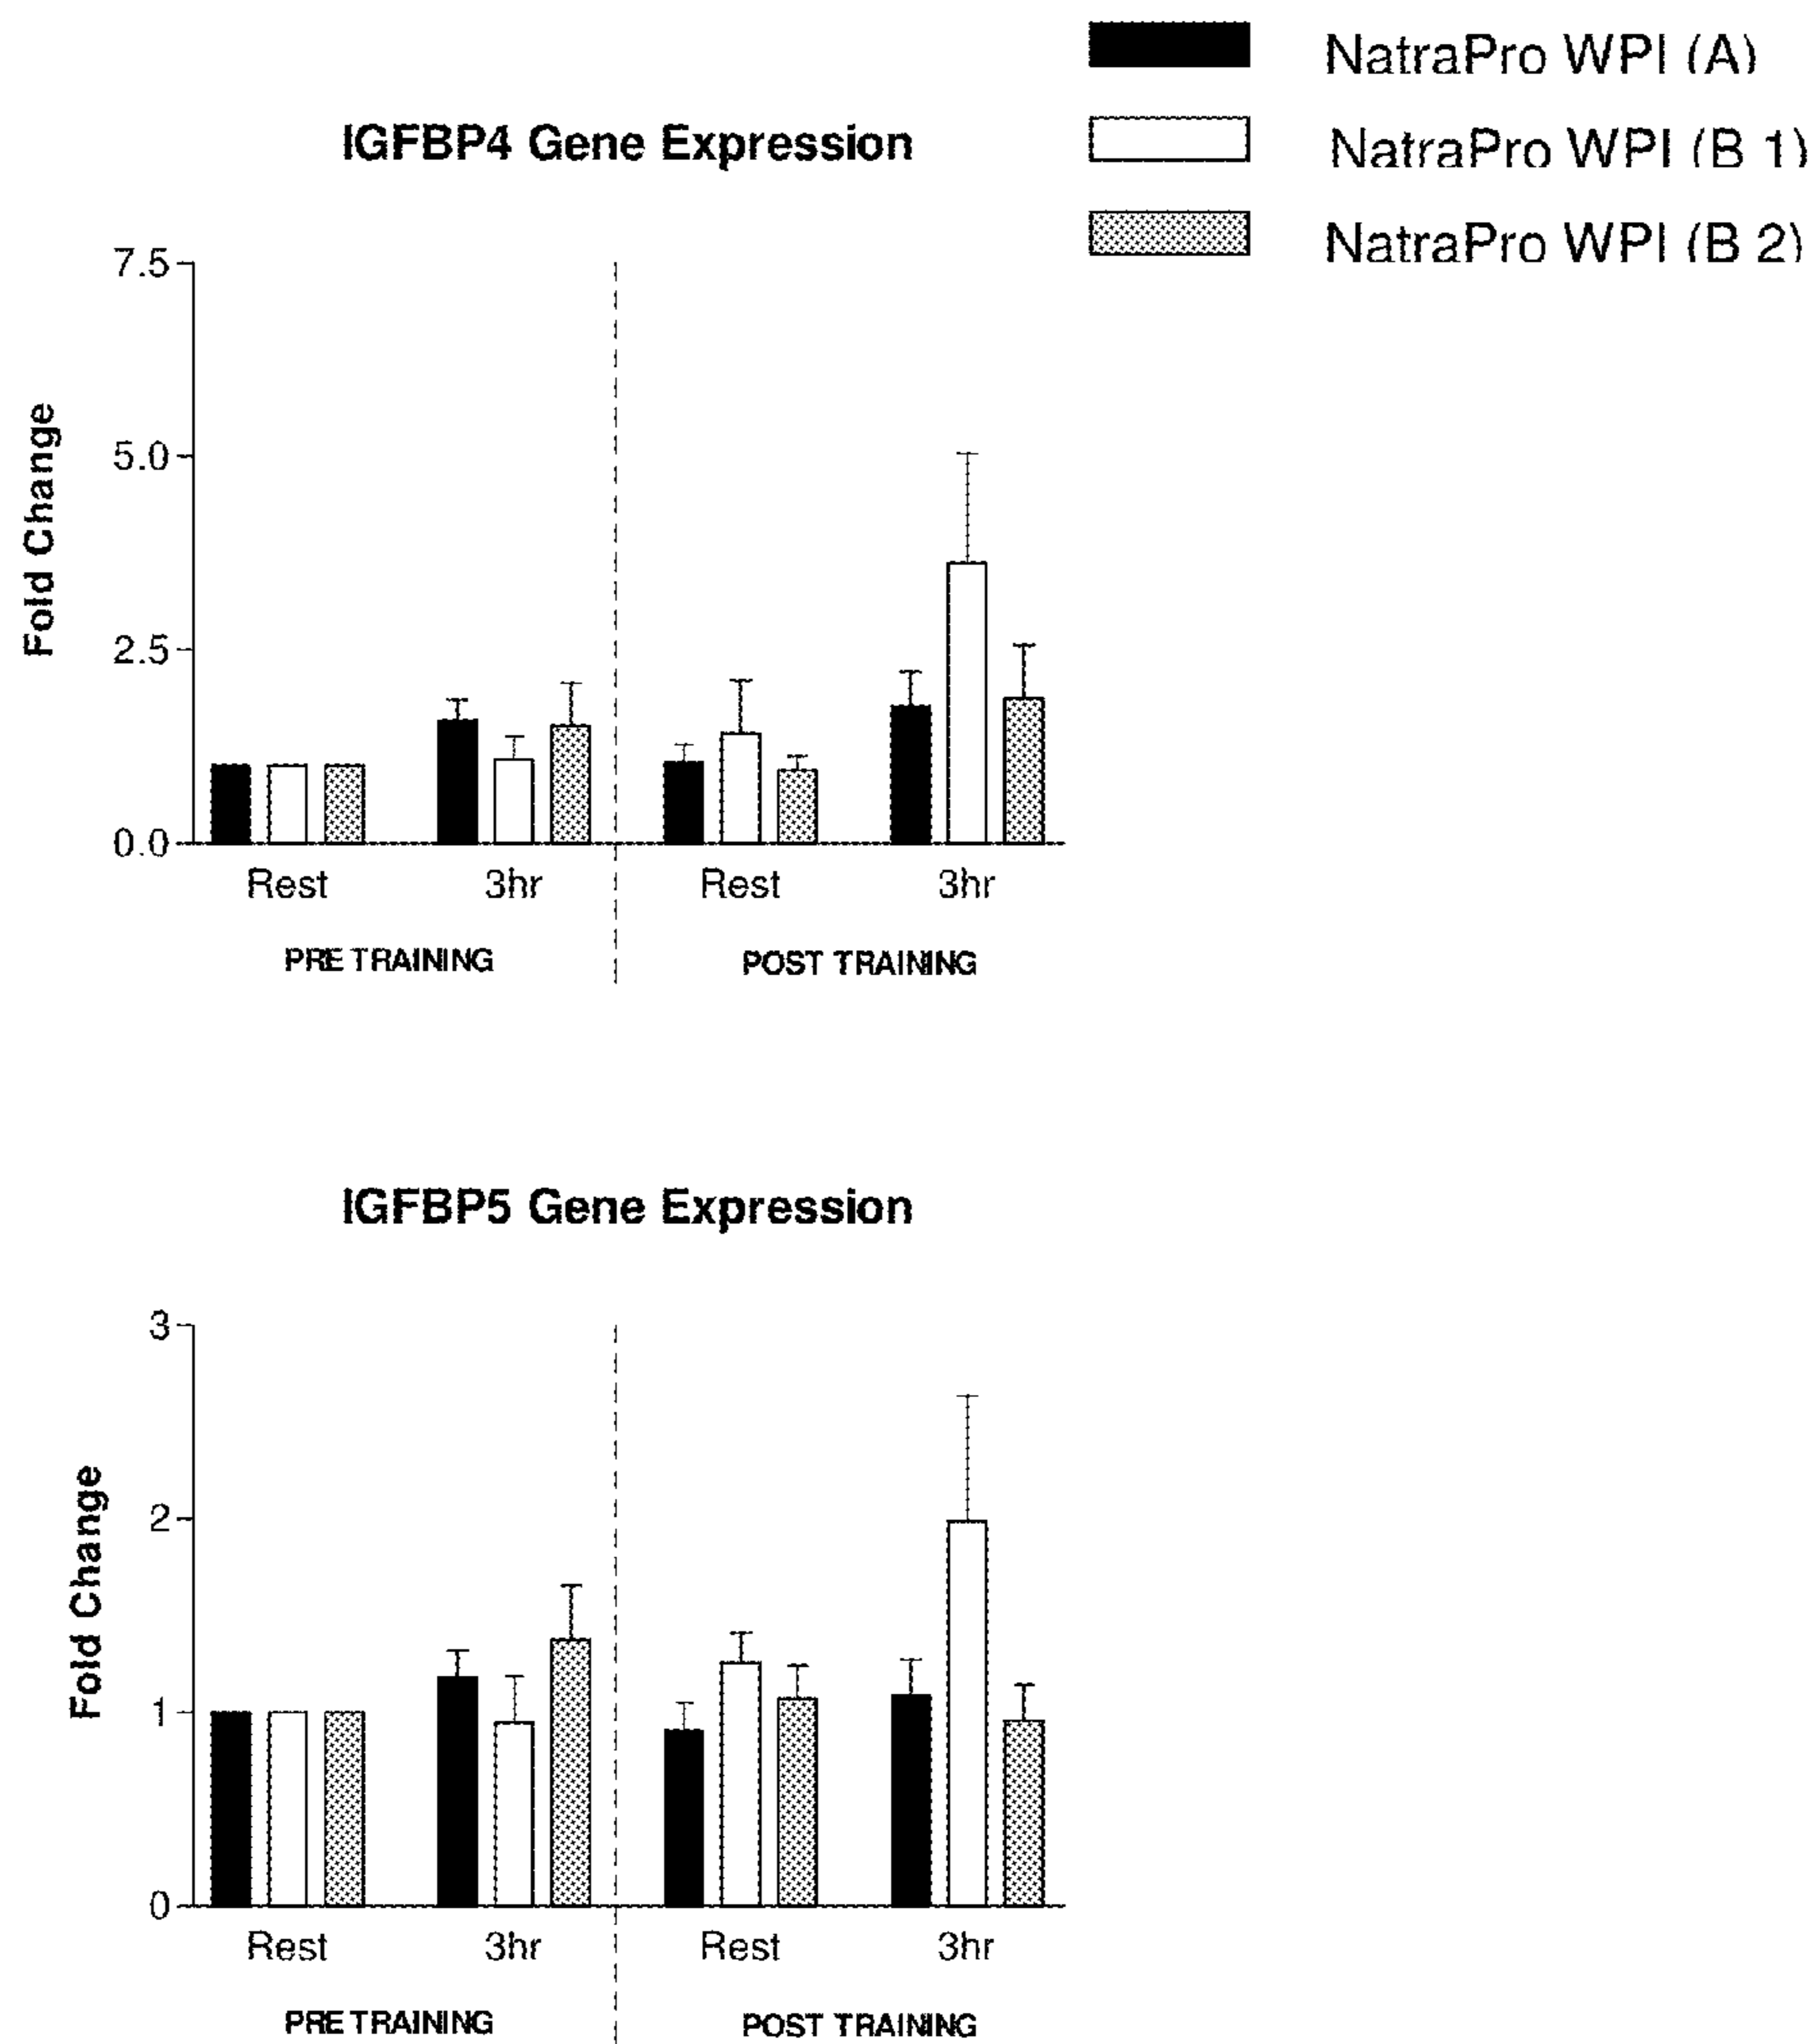 NatraPro WPI (A)
NatraPro WPI (B 1)
NatraPro WPI (B 2)
IGFBP4 Gene Expression
Fold Change
7.5
5.0
2.5
0.0
Rest 3hr Rest 3hr
PRE TRAINING POST TRAINING
IGFBP5 Gene Expression
Fold Change
3
2
1
0
Rest 3hr Rest 3hr
PRE TRAINING POST TRAINING